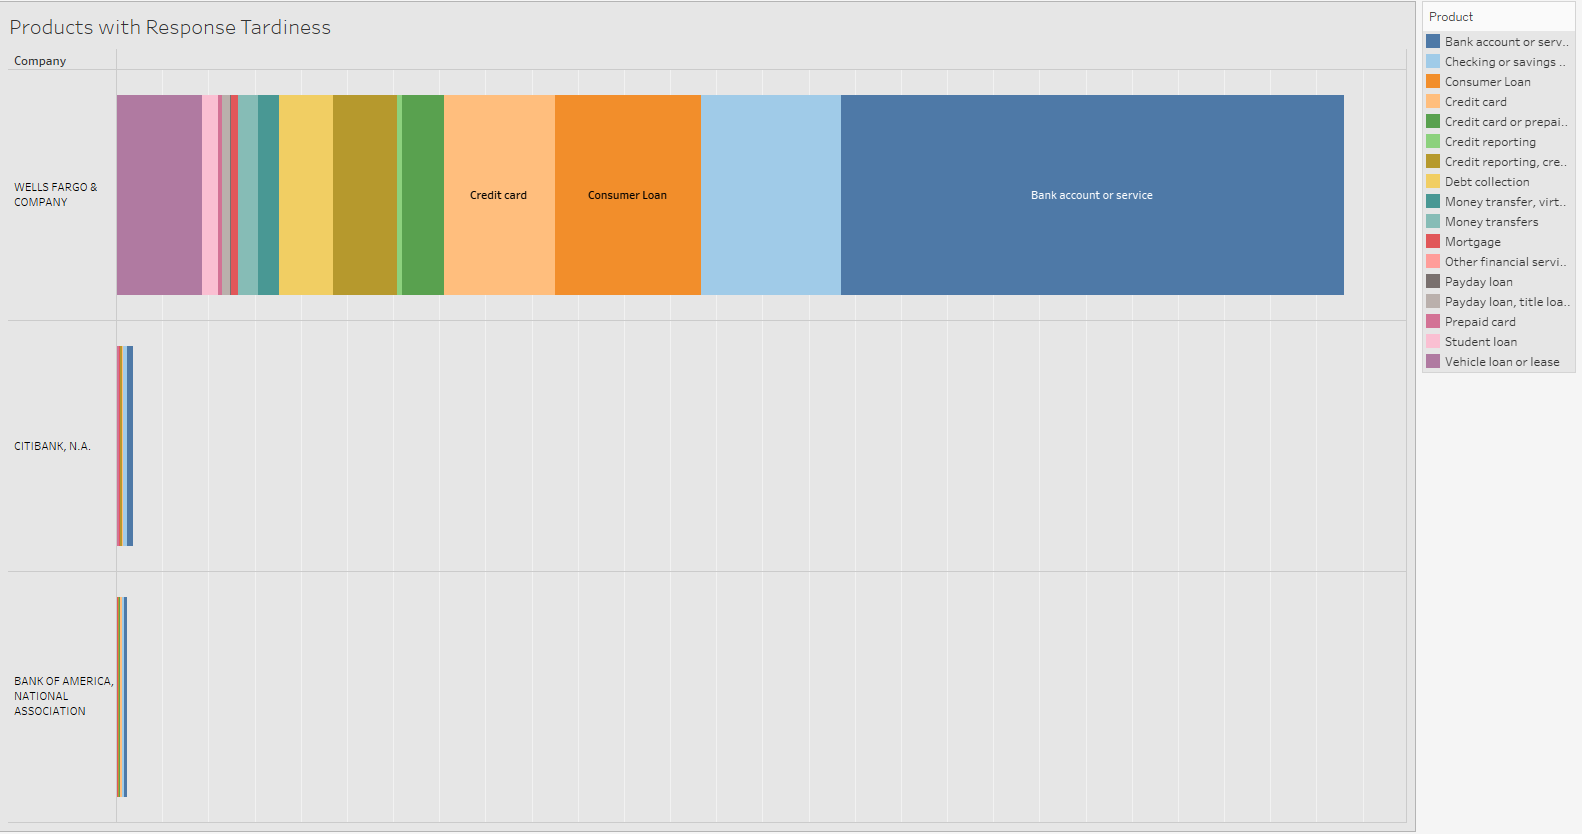 Products with Response Tardiness
Company
WELLS FARGO &
COMPANY
Credit card
Consumer Loan
Bank account or service
CITIBANK, N.A.
BANK OF AMERICA,
NATIONAL
ASSOCIATION
Product
Bank account or serv..
Checking or savings ..
Consumer Loan
Credit card
Credit card or prepai..
Credit reporting
Credit reporting, cre..
Debt collection
Money transfer, virt..
Money transfers
Mortgage
Other financial servi..
Payday loan
Payday loan, title loa..
Prepaid card
Student loan
Vehicle loan or lease